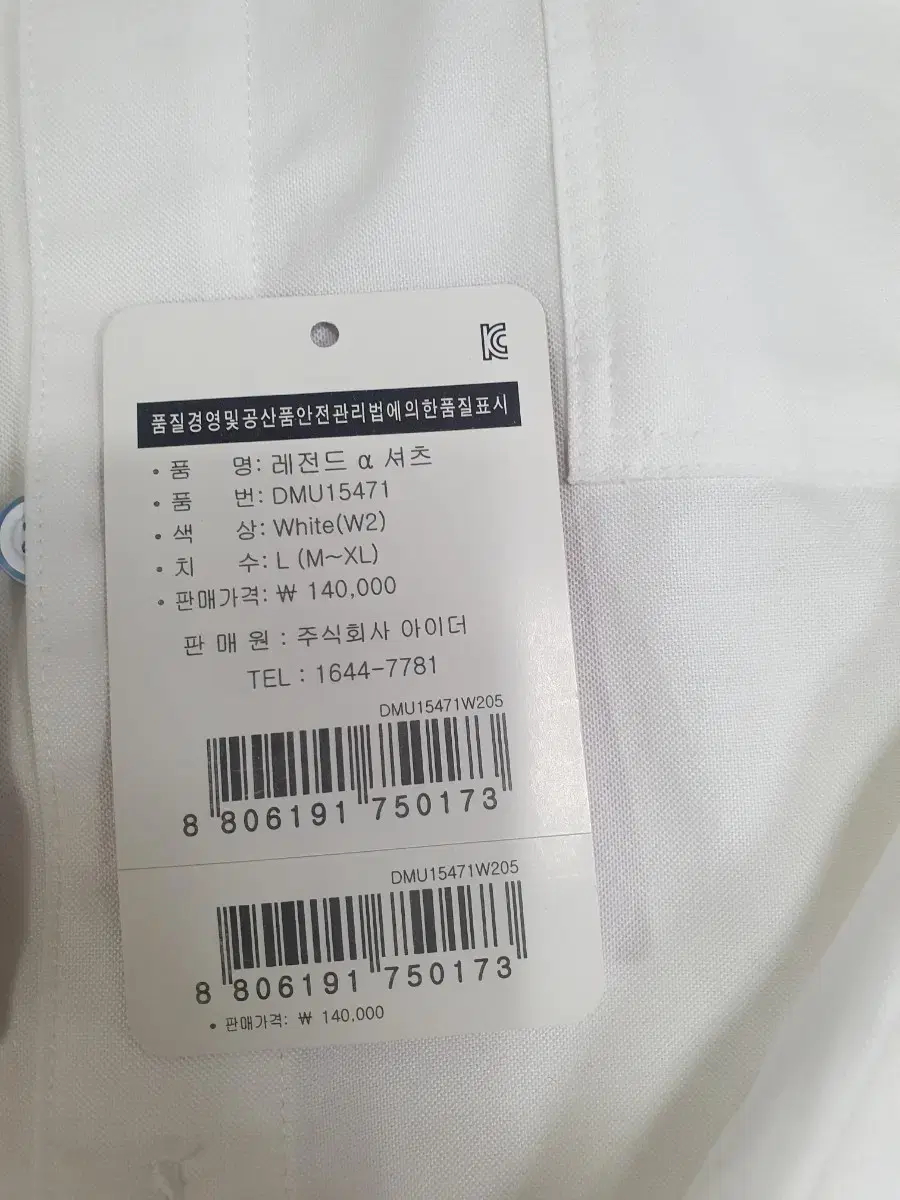 KC
품질경영및공산품안전관리법에의한품질표시
• 품 명: 레전드 α 셔츠
• 품 번: DMU15471
• 색 상: White(W2)
• 치 수: L (M~XL)
• 판매가격: ₩ 140,000
판 매 원 : 주식회사 아이더
TEL : 1644-7781
DMU15471W205
8 806191 750173
DMU15471W205
8 806191 750173
• 판매가격: ₩ 140,000